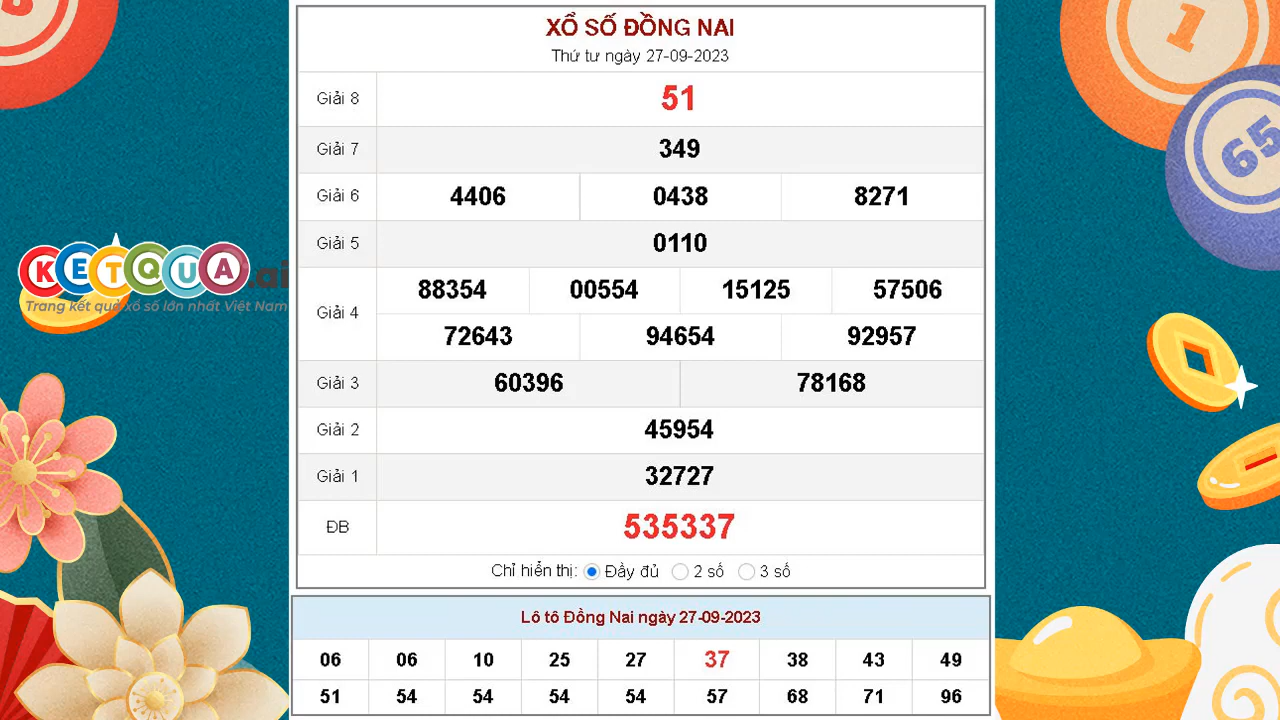 XỔ SỐ ĐỒNG NAI
Thứ tư ngày 27-09-2023
Giải 8 51
Giải 7 349
Giải 6 4406 0438 8271
Giải 5 0110
Giải 4 88354 00554 15125 57506
72643 94654 92957
Giải 3 60396 78168
Giải 2 45954
Giải 1 32727
ĐB 535337
Chỉ hiển thị: Đầy đủ 2 số 3 số
Lô tô Đồng Nai ngày 27-09-2023
06 06 10 25 27 37 38 43 49
51 54 54 54 54 57 68 71 96
KETQUA.ai
Trang kết quả xổ số lớn nhất Việt Nam
8
1
65